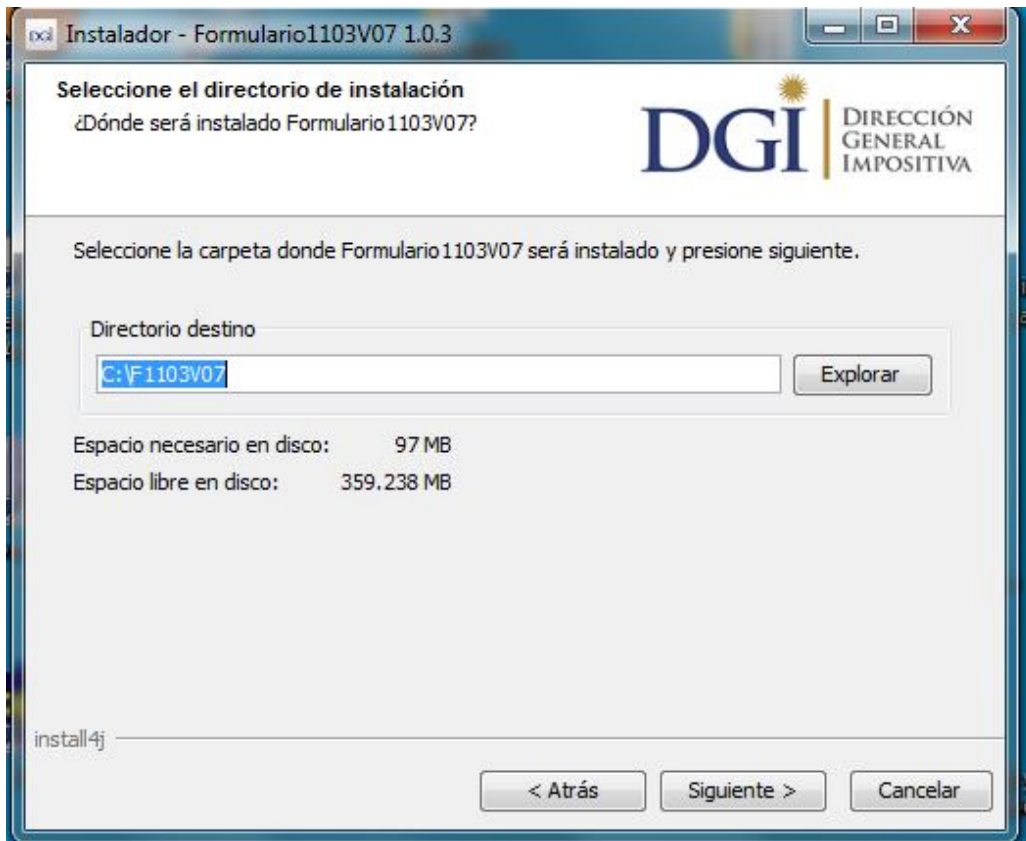 DGI Instalador - Formulario1103V07 1.0.3
Seleccione el directorio de instalación
¿Dónde será instalado Formulario1103V07?
DGI DIRECCIÓN
GENERAL
IMPOSITIVA
Seleccione la carpeta donde Formulario1103V07 será instalado y presione siguiente.
Directorio destino
C:\F1103V07
Explorar
Espacio necesario en disco: 97 MB
Espacio libre en disco: 359.238 MB
install4j
< Atrás
Siguiente >
Cancelar